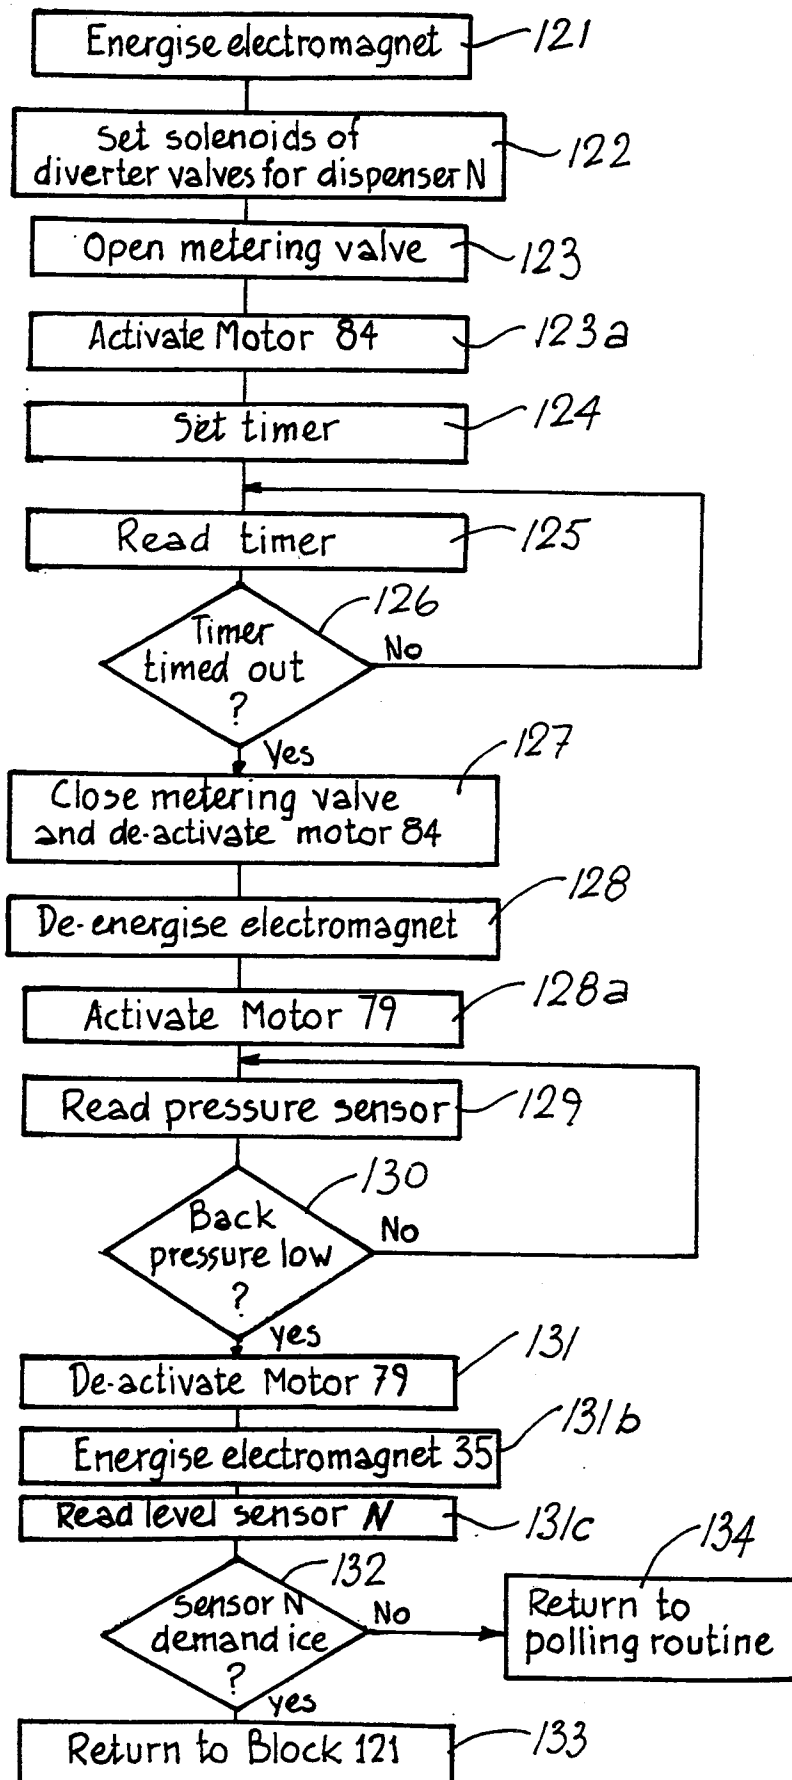 Energise electromagnet
121
Set solenoids of
diverter valves for dispenser N
122
Open metering valve
123
Activate Motor 84
123a
Set timer
124
Read timer
125
126
Timer
timed out
?
No
Yes
127
Close metering valve
and de-activate motor 84
128
De-energise electromagnet
128a
Activate Motor 79
Read pressure sensor
129
130
Back
pressure low
?
No
yes
131
De-activate Motor 79
131b
Energise electromagnet 35
Read level sensor N
131c
132
134
Sensor N
demand ice
?
No
Return to
polling routine
yes
Return to Block 121
133